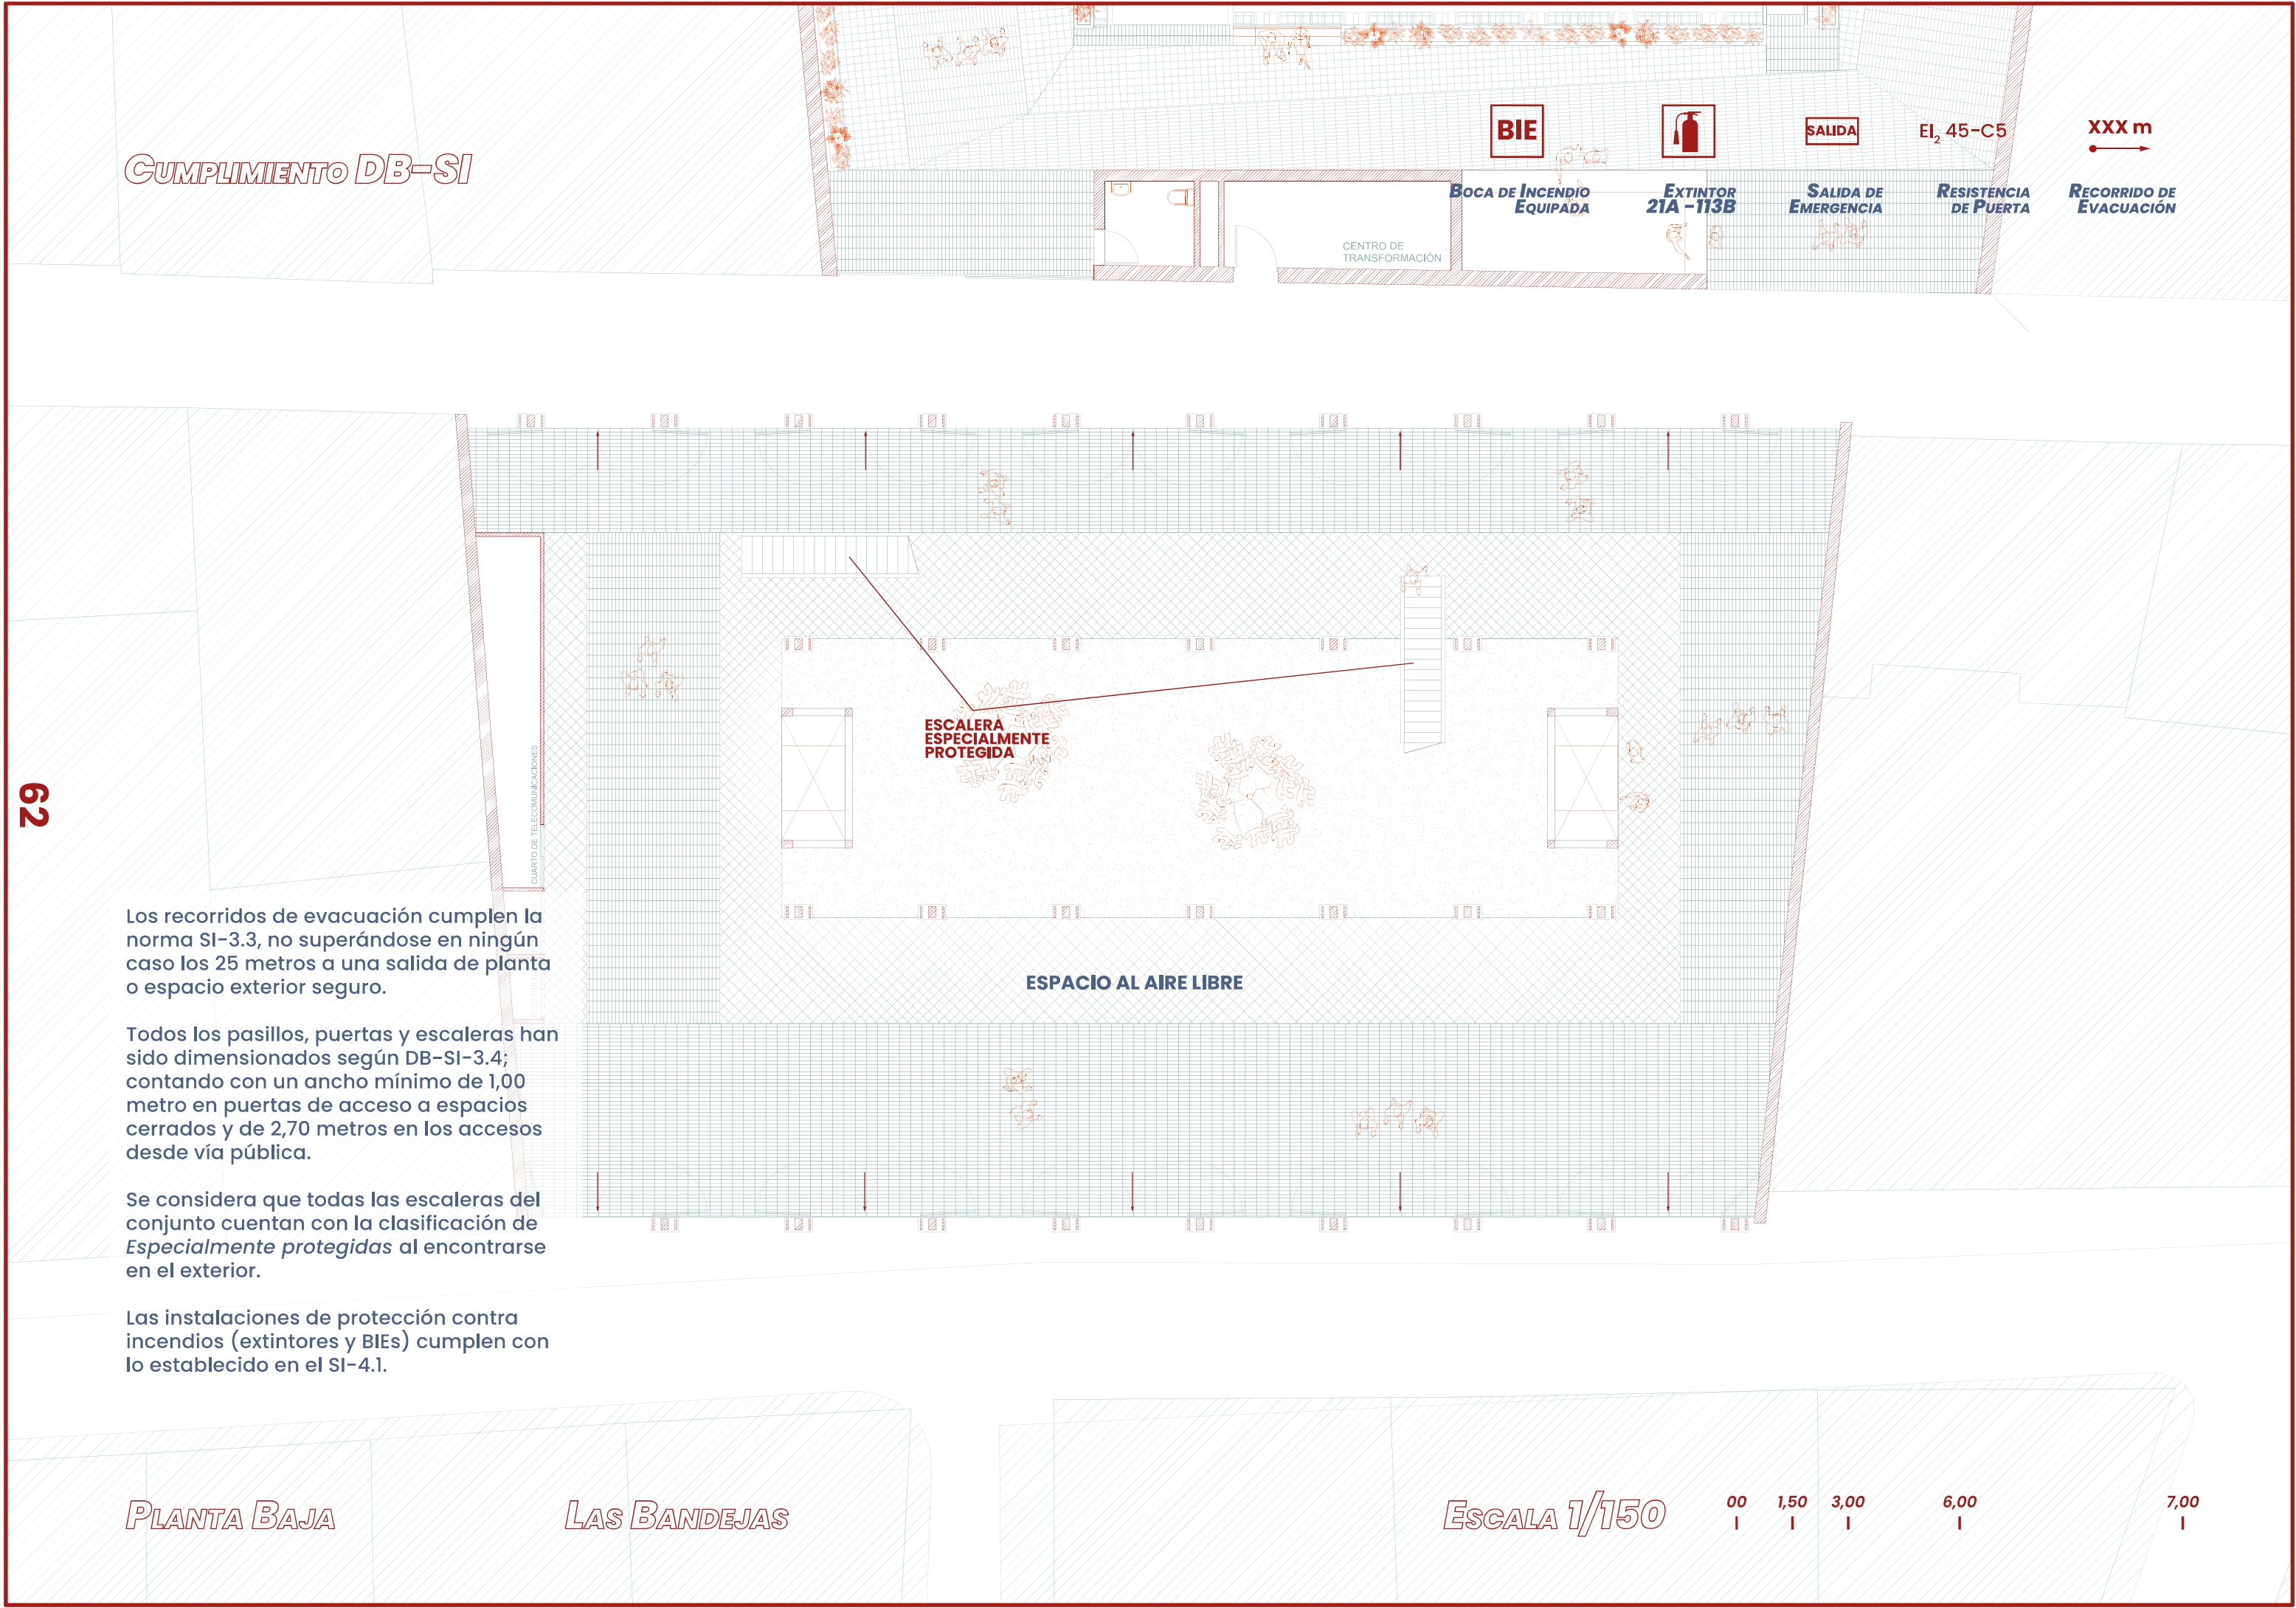 CUMPLIMIENTO DB-SI
BIE
SALIDA
EI2 45-C5
XXX m
BOCA DE INCENDIO
EQUIPADA
EXTINTOR
21A -113B
SALIDA DE
EMERGENCIA
RESISTENCIA
DE PUERTA
RECORRIDO DE
EVACUACIÓN
CENTRO DE
TRANSFORMACIÓN
ESCALERA
ESPECIALMENTE
PROTEGIDA
CUARTO DE TELECOMUNICACIONES
62
ESPACIO AL AIRE LIBRE
Los recorridos de evacuación cumplen la
norma SI-3.3, no superándose en ningún
caso los 25 metros a una salida de planta
o espacio exterior seguro.
Todos los pasillos, puertas y escaleras han
sido dimensionados según DB-SI-3.4;
contando con un ancho mínimo de 1,00
metro en puertas de acceso a espacios
cerrados y de 2,70 metros en los accesos
desde vía pública.
Se considera que todas las escaleras del
conjunto cuentan con la clasificación de
Especialmente protegidas al encontrarse
en el exterior.
Las instalaciones de protección contra
incendios (extintores y BIEs) cumplen con
lo establecido en el SI-4.1.
PLANTA BAJA
LAS BANDEJAS
ESCALA 1/150
00 1,50 3,00 6,00 7,00